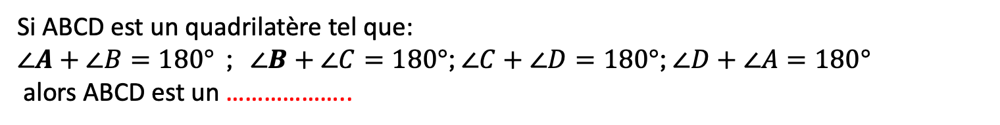 Si ABCD est un quadrilatère tel que:
∠A + ∠B = 180° ; ∠B + ∠C = 180°; ∠C + ∠D = 180°; ∠D + ∠A = 180°
alors ABCD est un ...................